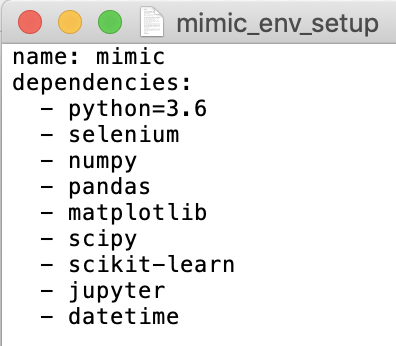 mimic_env_setup
name: mimic
dependencies:
  - python=3.6
  - selenium
  - numpy
  - pandas
  - matplotlib
  - scipy
  - scikit-learn
  - jupyter
  - datetime